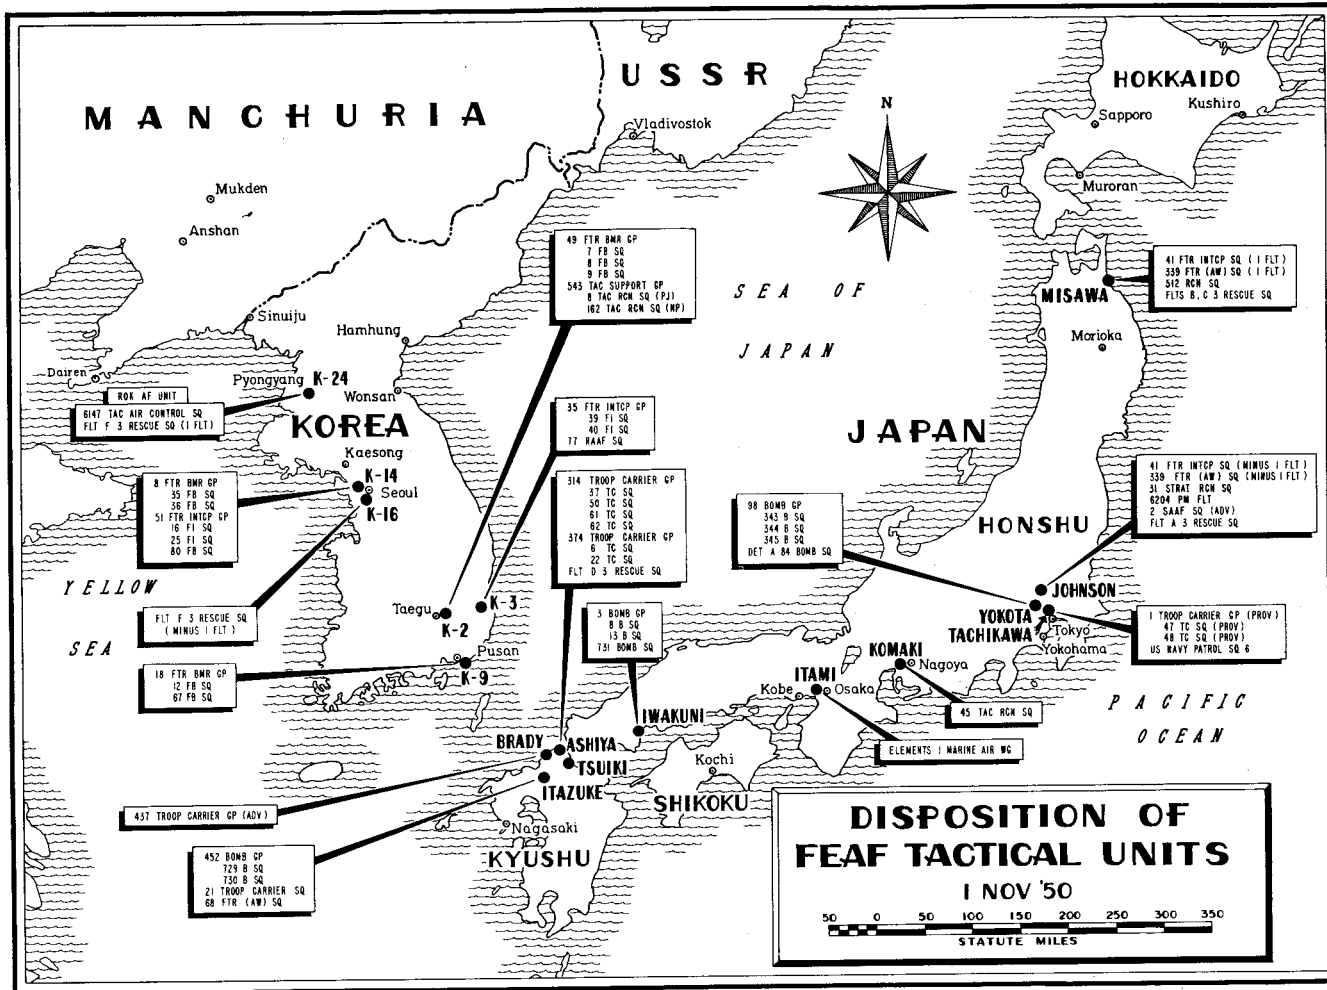 MANCHURIA
USSR
HOKKAIDO
Kushiro
Sapporo
Vladivostok
Muroran
N
Mukden
Anshan
49 FTR BMR GP
7 FB SQ
8 FB SQ
9 FB SQ
543 TAC SUPPORT GP
8 TAC RCN SQ (PJ)
162 TAC RCN SQ (NP)
SEA OF
JAPAN
41 FTR INTCP SQ (1 FLT)
339 FTR (AW) SQ (1 FLT)
512 RCN SQ
FLTS B, C 3 RESCUE SQ
MISAWA
Morioka
Sinuiju
Hamhung
Dairen
Pyongyang
K-24
Wonsan
ROK AF UNIT
6147 TAC AIR CONTROL SQ
FLT F 3 RESCUE SQ (1 FLT)
KOREA
35 FTR INTCP GP
39 FI SQ
40 FI SQ
77 RAAF SQ
JAPAN
Kaesong
K-14
Seoul
K-16
8 FTR BMR GP
35 FB SQ
36 FB SQ
51 FTR INTCP GP
16 FI SQ
25 FI SQ
80 FB SQ
314 TROOP CARRIER GP
37 TC SQ
50 TC SQ
61 TC SQ
62 TC SQ
374 TROOP CARRIER GP
6 TC SQ
22 TC SQ
FLT D 3 RESCUE SQ
41 FTR INTCP SQ (MINUS 1 FLT)
339 FTR (AW) SQ (MINUS 1 FLT)
31 STRAT RCN SQ
6204 PM FLT
2 SAAF SQ (ADV)
FLT A 3 RESCUE SQ
98 BOMB GP
343 B SQ
344 B SQ
345 B SQ
DET A 84 BOMB SQ
HONSHU
YELLOW
SEA
FLT F 3 RESCUE SQ
(MINUS 1 FLT)
Taegu
K-2
K-3
3 BOMB GP
8 B SQ
13 B SQ
731 BOMB SQ
JOHNSON
YOKOTA
TACHIKAWA
Tokyo
Yokohama
1 TROOP CARRIER GP (PROV)
47 TC SQ (PROV)
48 TC SQ (PROV)
US NAVY PATROL SQ 6
Pusan
K-9
18 FTR BMR GP
12 FB SQ
67 FB SQ
KOMAKI
Nagoya
ITAMI
Kobe
Osaka
45 TAC RCN SQ
PACIFIC
OCEAN
IWAKUNI
ELEMENTS 1 MARINE AIR WG
BRADY
ASHIYA
TSUIKI
ITAZUKE
Kochi
SHIKOKU
437 TROOP CARRIER GP (ADV)
Nagasaki
KYUSHU
452 BOMB GP
729 B SQ
730 B SQ
21 TROOP CARRIER SQ
68 FTR (AW) SQ
DISPOSITION OF
FEAF TACTICAL UNITS
1 NOV '50
50 0 50 100 150 200 250 300 350
STATUTE MILES